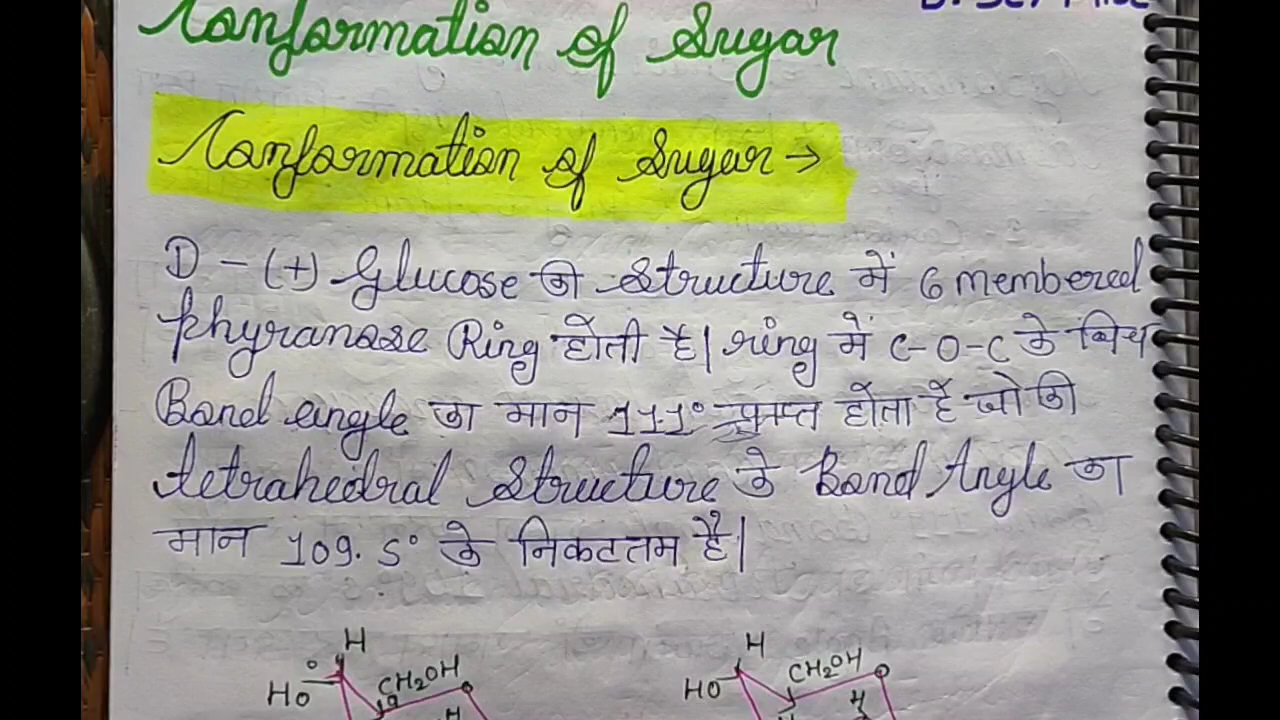 Conformation of Sugar
Conformation of Sugar →
D - (+) Glucose की Structure में 6 membered
Phyranose Ring होती है| ring में C-O-C के बिच
Bond angle का मान 111° प्राप्त होता है जो की
tetrahedral Structure के Bond Angle का
मान 109.5° के निकटतम है|
H H
HO CH₂OH HO CH₂OH
H H